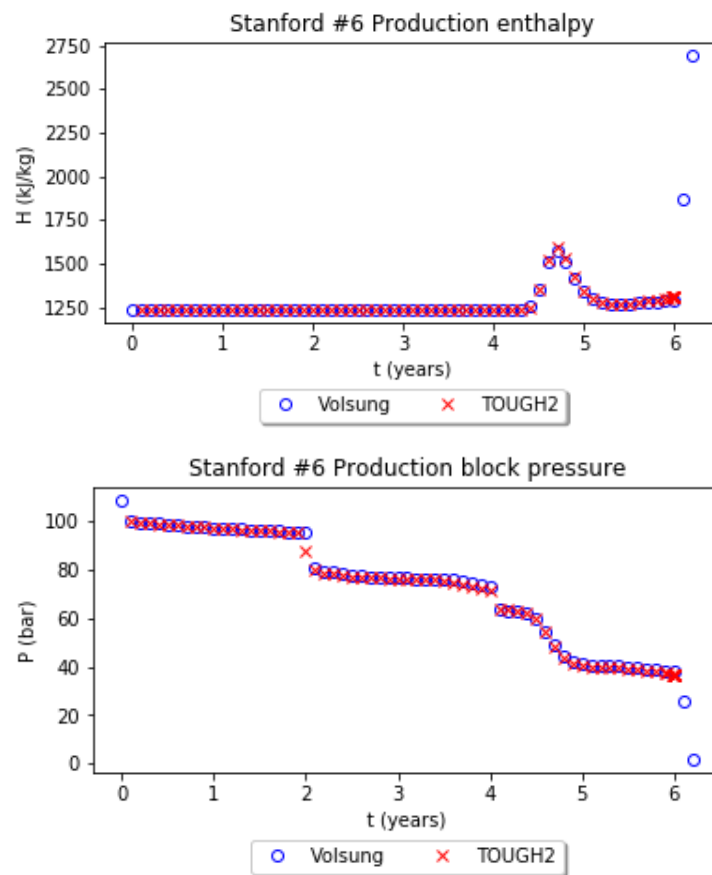 Stanford #6 Production enthalpy
2750
2500
2250
2000
1750
1500
1250
H (kJ/kg)
0 1 2 3 4 5 6
t (years)
Volsung TOUGH2
Stanford #6 Production block pressure
100
80
60
40
20
0
P (bar)
0 1 2 3 4 5 6
t (years)
Volsung TOUGH2